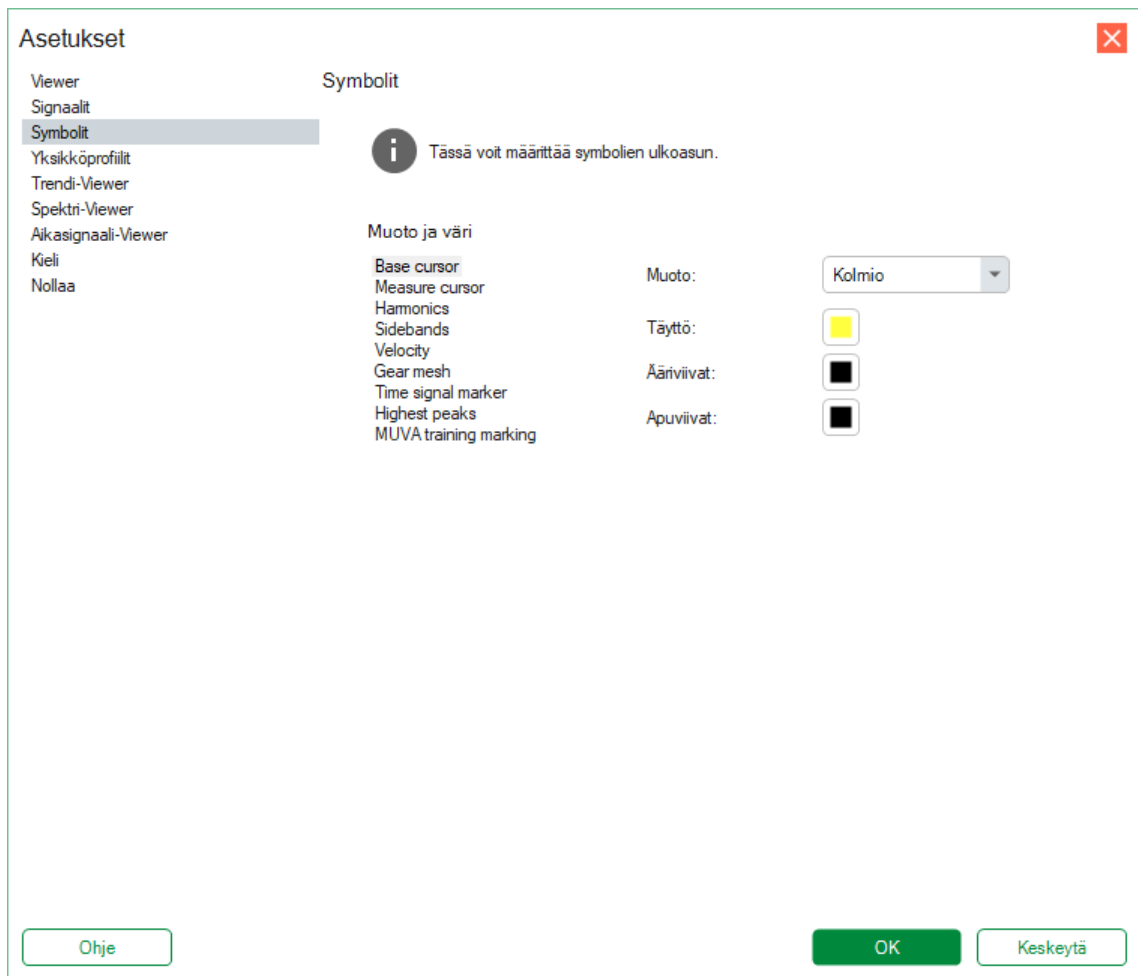 Asetukset
Viewer
Signaalit
Symbolit
Yksikköprofiilit
Trendi-Viewer
Spektri-Viewer
Aikasignaali-Viewer
Kieli
Nollaa
Symbolit
i
Tässä voit määrittää symbolien ulkoasun.
Muoto ja väri
Base cursor
Measure cursor
Harmonics
Sidebands
Velocity
Gear mesh
Time signal marker
Highest peaks
MUVA training marking
Muoto: Kolmio
Täyttö:
Ääriviivat:
Apuviivat:
Ohje OK Keskeytä